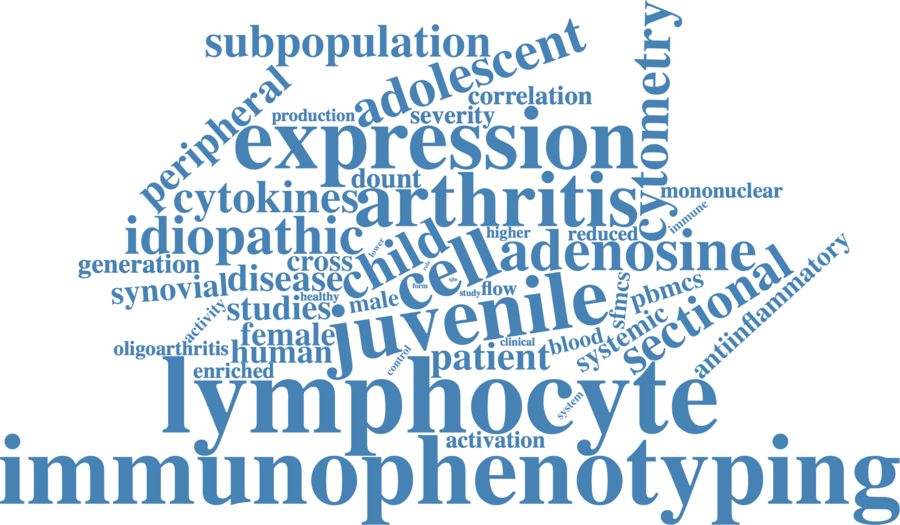 subpopulation
adolescent
cytometry
peripheral
correlation
production
severity
expression
dount
cytokines
arthritis
mononuclear
immune
idiopathic
higher
reduced
lower
child
cell
adenosine
generation
cross
synovial
disease
role
form
study
flow
healthy
male
studies
activity
juvenile
sfmcs
pbmcs
sectional
antiinflammatory
systemic
female
human
oligoarthritis
control
patient
clinical
blood
enriched
lymphocyte
system
activation
immunophenotyping